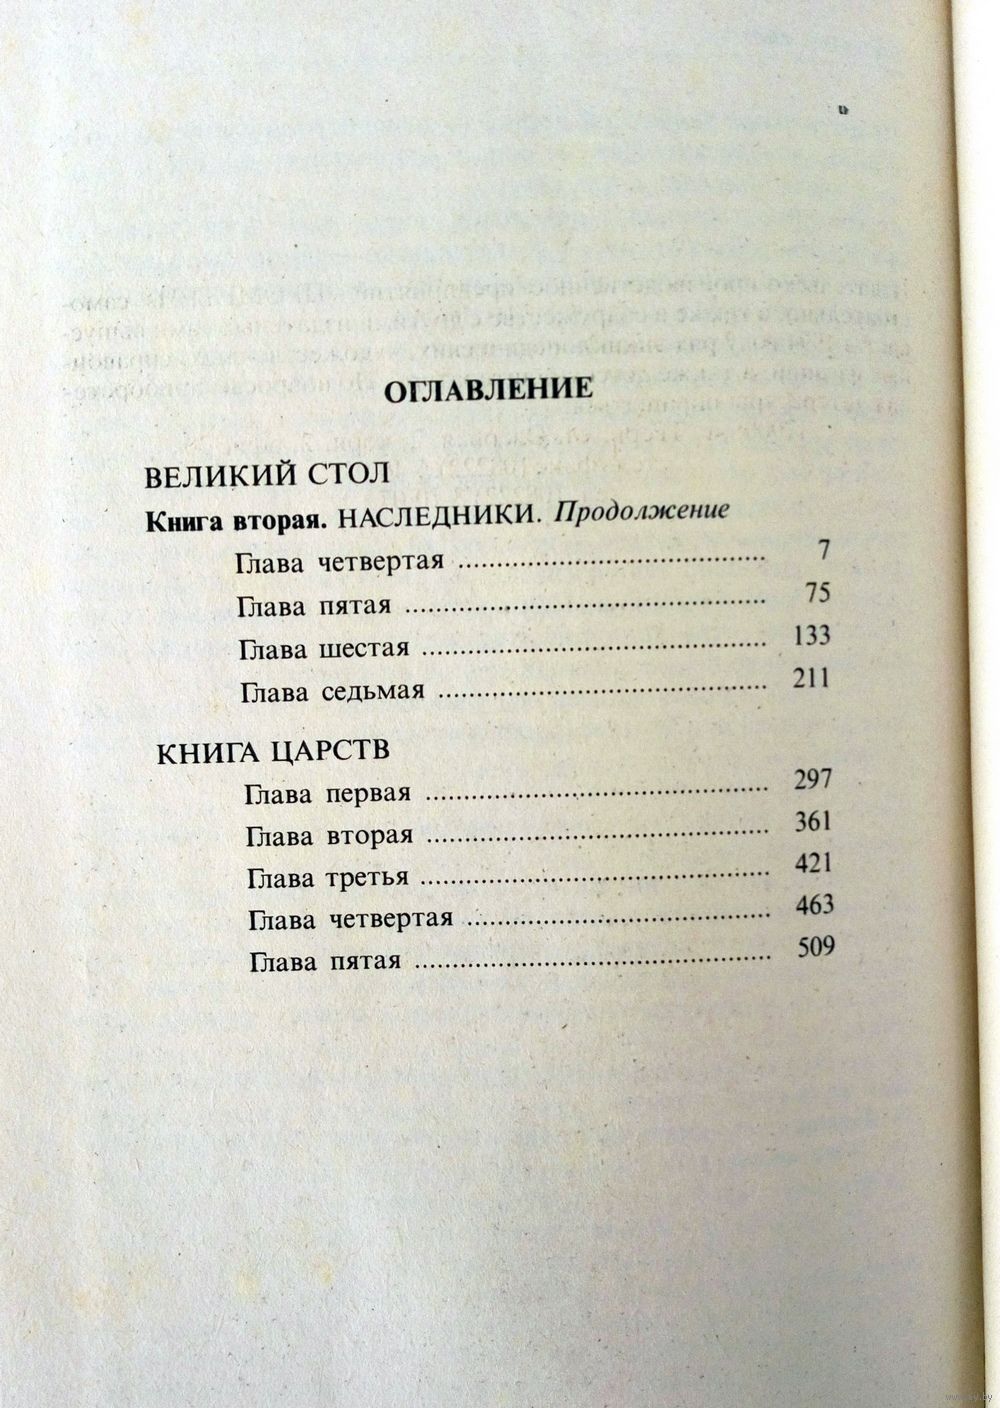 ОГЛАВЛЕНИЕ
ВЕЛИКИЙ СТОЛ
Книга вторая. НАСЛЕДНИКИ. Продолжение
Глава четвертая ........................................ 7
Глава пятая ............................................... 75
Глава шестая ............................................. 133
Глава седьмая ........................................... 211
КНИГА ЦАРСТВ
Глава первая ............................................. 297
Глава вторая ............................................. 361
Глава третья .............................................. 421
Глава четвертая ........................................ 463
Глава пятая ............................................... 509